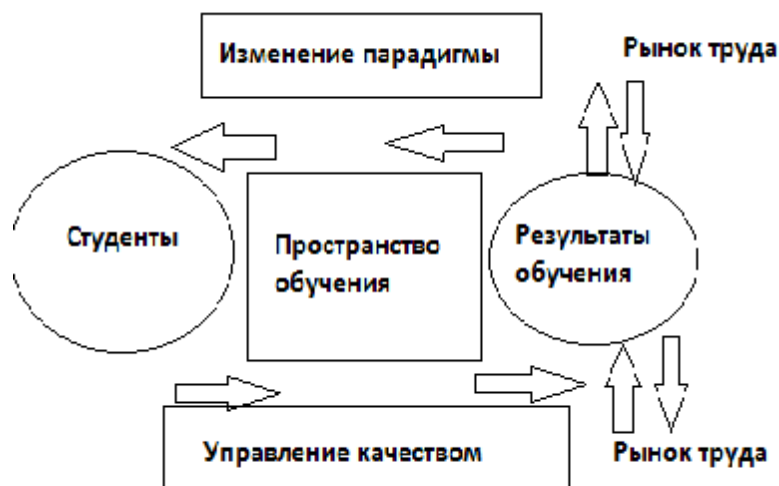 Изменение парадигмы
Рынок труда
Студенты
Пространство
обучения
Результаты
обучения
Управление качеством
Рынок труда